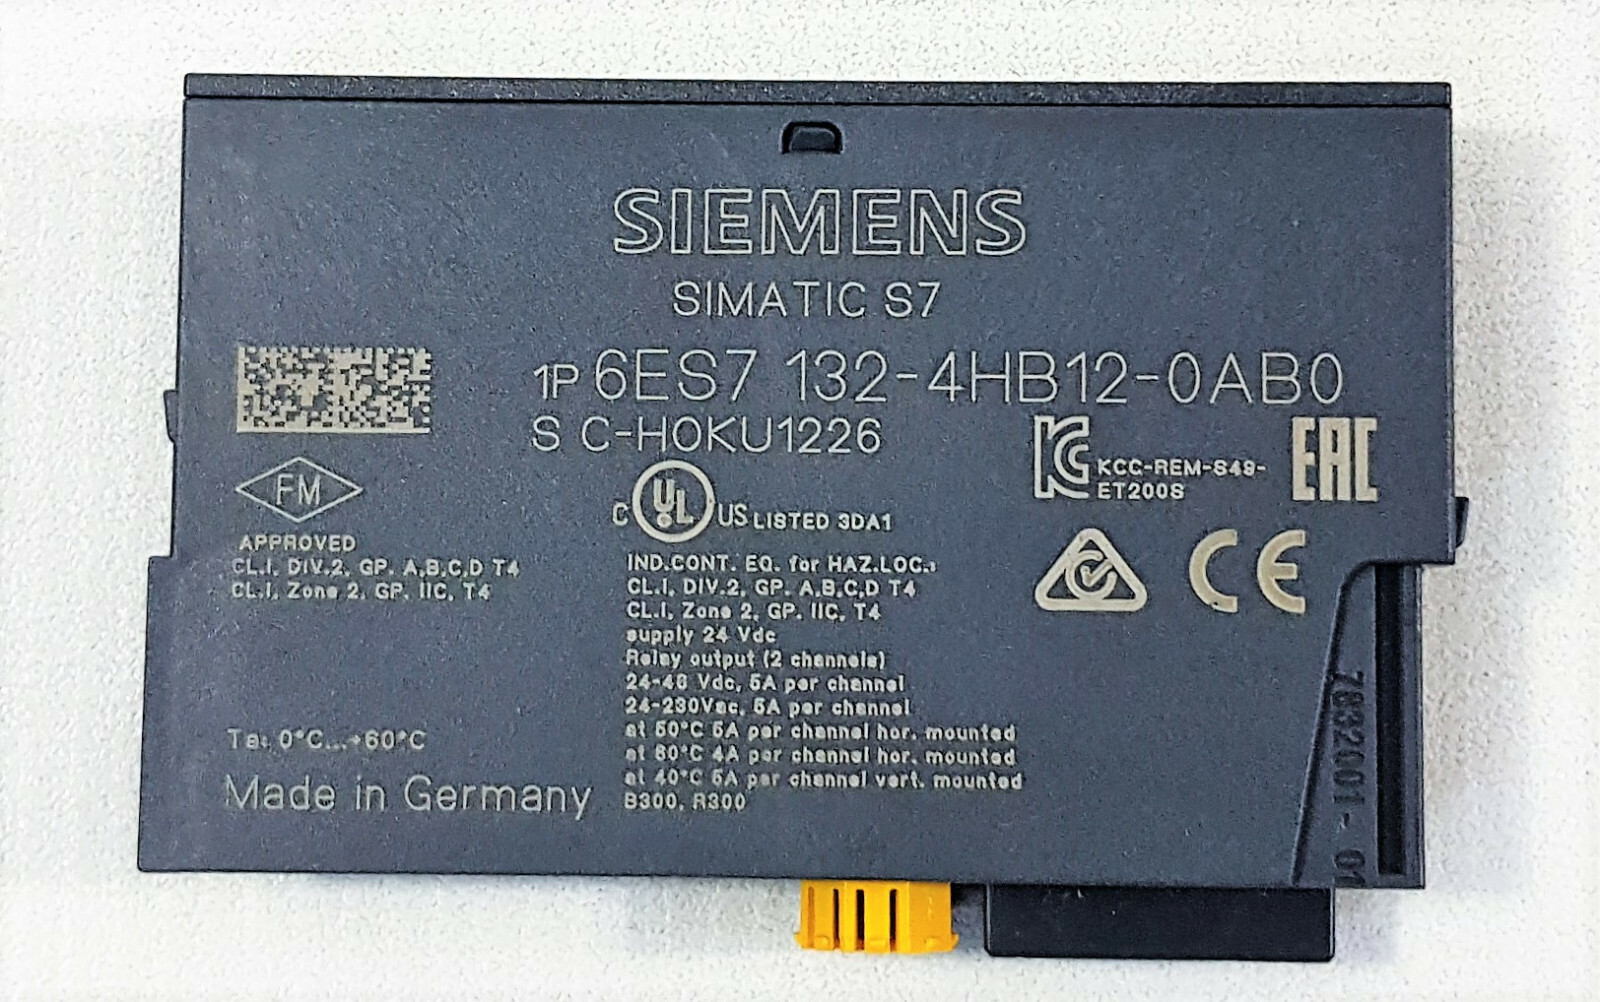 SIEMENS
SIMATIC S7
1P 6ES7 132-4HB12-0AB0
S C-H0KU1226
KCC-REM-S49-
ET200S
EAC
FM
APPROVED
CL.I, DIV.2, GP. A,B,C,D T4
CL.I, Zone 2, GP. IIC, T4
C UL US LISTED 3DA1
IND.CONT. EQ. for HAZ.LOC.:
CL.I, DIV.2, GP. A,B,C,D T4
CL.I, Zone 2, GP. IIC, T4
supply 24 Vdc
Relay output (2 channels)
24-48 Vdc, 5A per channel
24-230Vac, 5A per channel
at 50°C 5A per channel hor. mounted
at 60°C 4A per channel hor. mounted
at 40°C 5A per channel vert. mounted
B300, R300
CE
Ta: 0°C...+60°C
Made in Germany
7832001-01